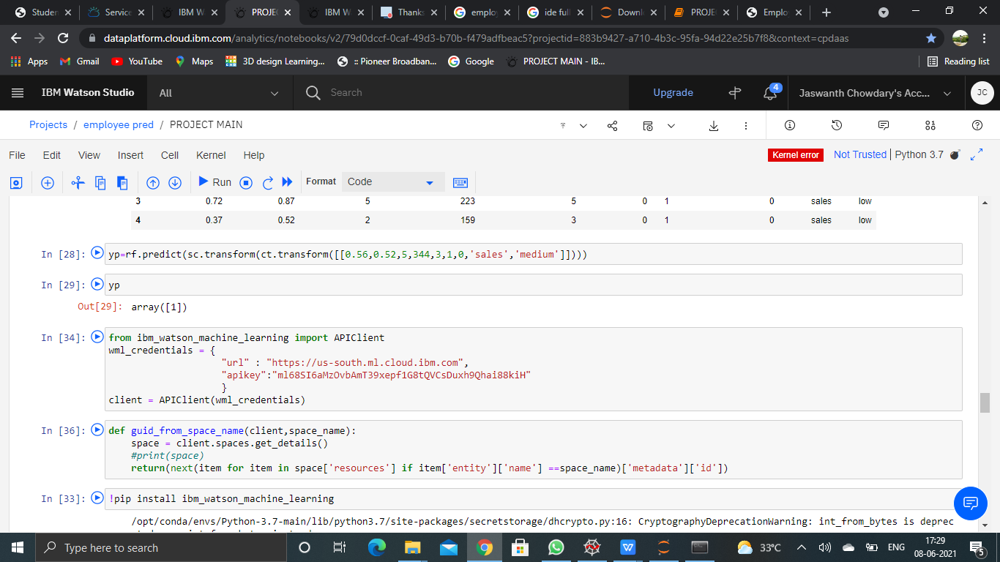 Studen
Service
IBM W
PROJEC
IBM W
Thanks
emplo
ide full
Downl
PROJE
Emplo
dataplatform.cloud.ibm.com/analytics/notebooks/v2/79d0dccf-0caf-49d3-b70b-f479adfbeac5?projectid=883b9427-a710-4b3c-95fa-94d22e25b7f8&context=cpdaas
Apps
Gmail
YouTube
Maps
3D design Learning...
:: Pioneer Broadban...
Google
PROJECT MAIN - IB...
Reading list
IBM Watson Studio
All
Search
Upgrade
4
Jaswanth Chowdary's Acc...
JC
Projects / employee pred / PROJECT MAIN
File Edit View Insert Cell Kernel Help
Kernel error
Not Trusted | Python 3.7
Run
Format
Code
3 0.72 0.87 5 223 5 0 1 0 sales low
4 0.37 0.52 2 159 3 0 1 0 sales low
In [28]: yp=rf.predict(sc.transform(ct.transform([[0.56,0.52,5,344,3,1,0,'sales','medium']])))
In [29]: yp
Out[29]: array([1])
In [34]: from ibm_watson_machine_learning import APIClient
wml_credentials = {
"url" : "https://us-south.ml.cloud.ibm.com",
"apikey":"ml68SI6aMzOvbAmT39xepf1G8tQVCsDuxh9Qhai88kiH"
}
client = APIClient(wml_credentials)
In [36]: def guid_from_space_name(client,space_name):
space = client.spaces.get_details()
#print(space)
return(next(item for item in space['resources'] if item['entity']['name'] ==space_name)['metadata']['id'])
In [33]: !pip install ibm_watson_machine_learning
/opt/conda/envs/Python-3.7-main/lib/python3.7/site-packages/secretstorage/dhcrypto.py:16: CryptographyDeprecationWarning: int_from_bytes is deprec
Type here to search
33°C
ENG
17:29
08-06-2021
5